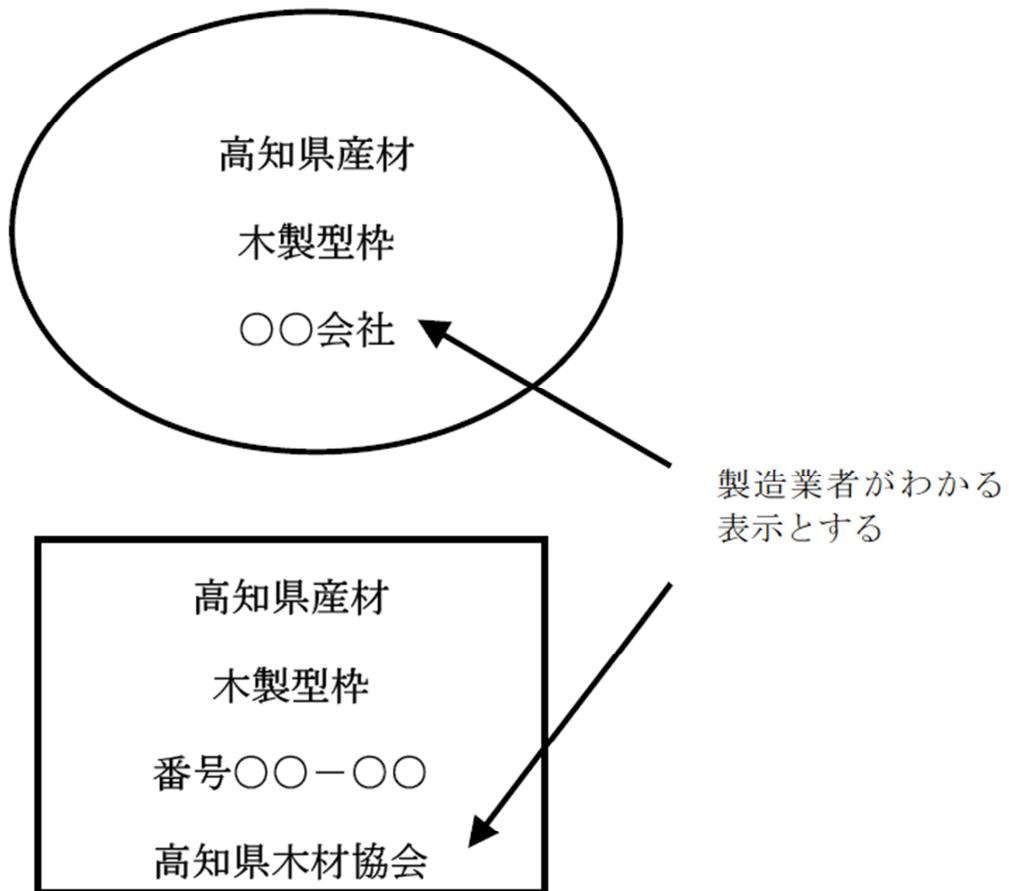 高知県産材
木製型枠
○○会社
製造業者がわかる
表示とする
高知県産材
木製型枠
番号○○－○○
高知県木材協会